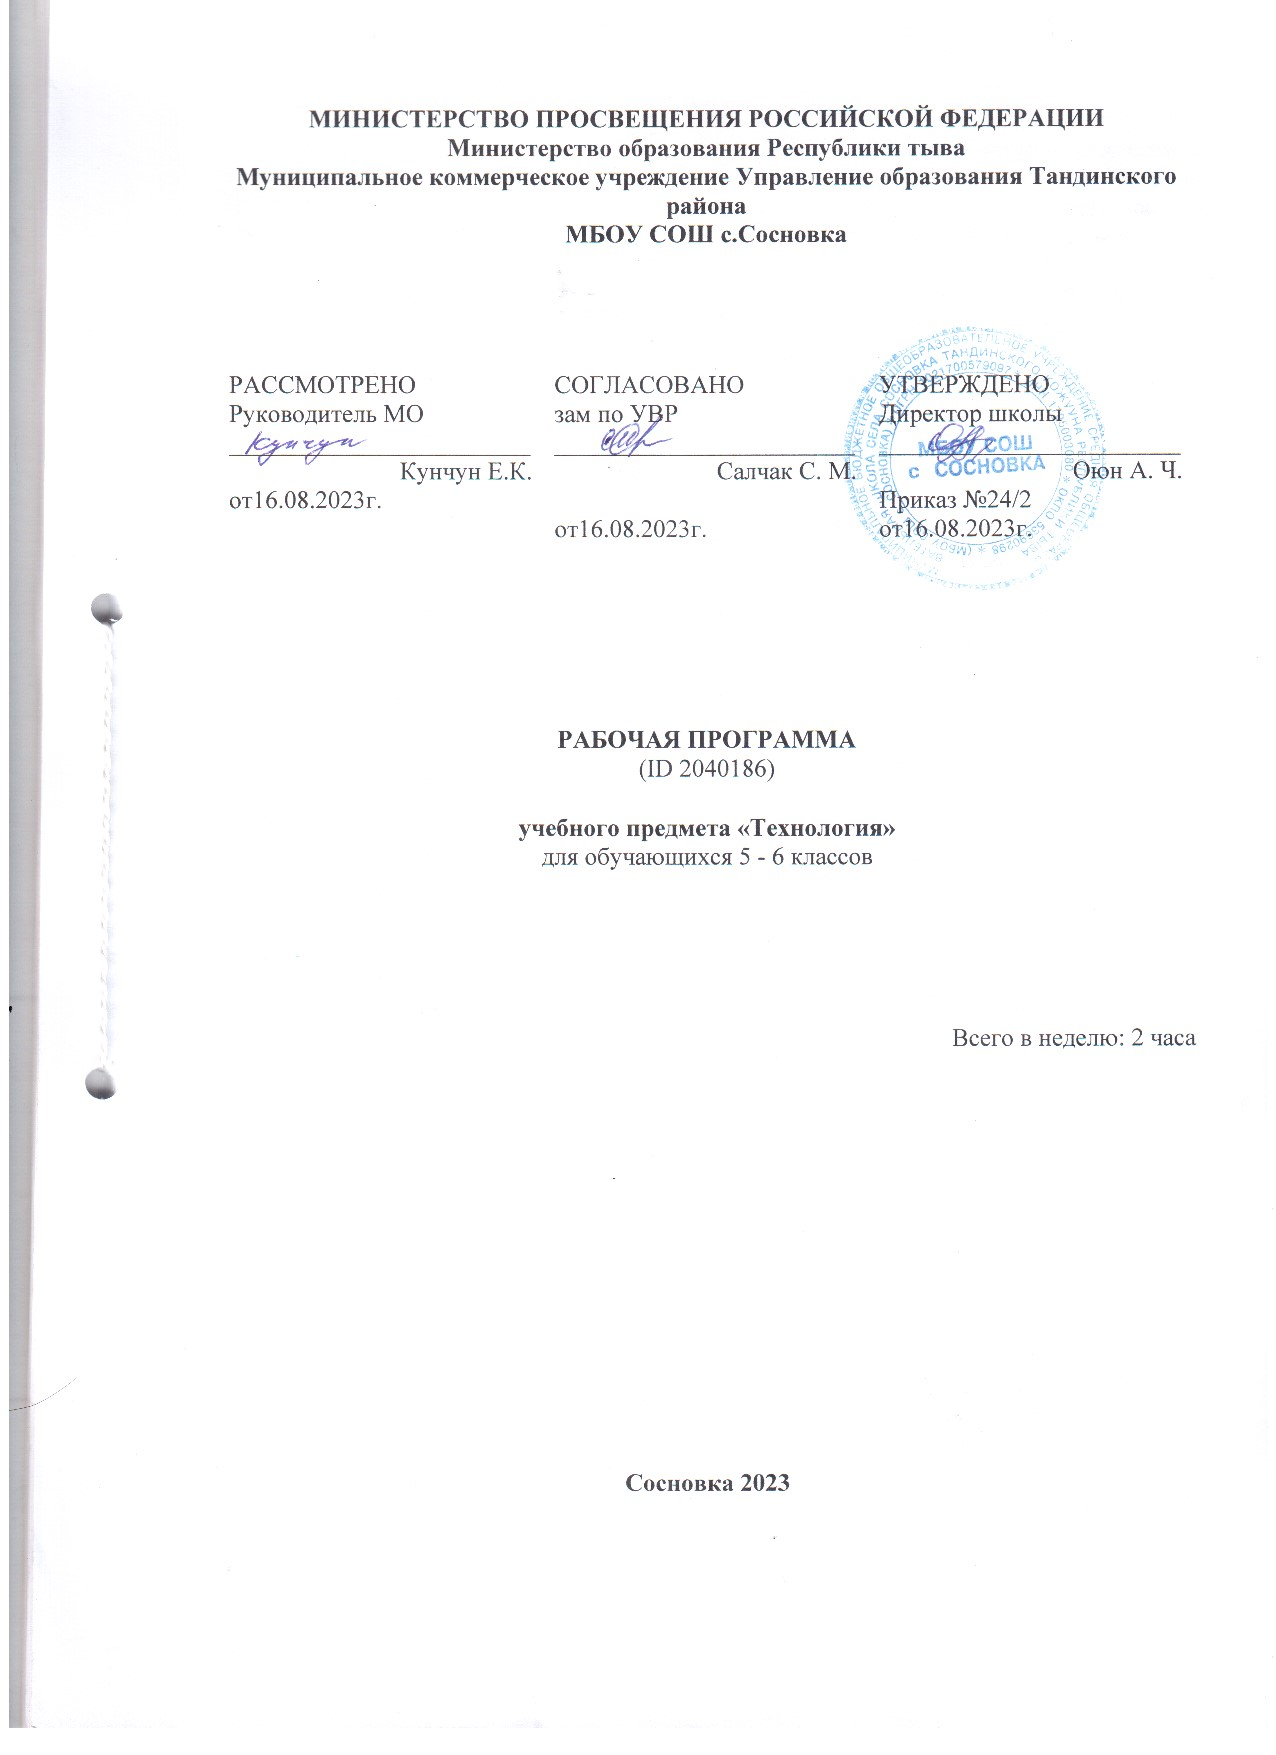 МИНИСТЕРСТВО ПРОСВЕЩЕНИЯ РОССИЙСКОЙ ФЕДЕРАЦИИ
Министерство образования Республики тыва
Муниципальное коммерческое учреждение Управление образования Тандинского
района
МБОУ СОШ с.Сосновка
РАССМОТРЕНО
Руководитель МО
Кунчун
Кунчун Е.К.
от16.08.2023г.
СОГЛАСОВАНО
зам по УВР
Салчак С. М.
от16.08.2023г.
УТВЕРЖДЕНО
Директор школы
МБОУ СОШ
с СОСНОВКА
Оюн А. Ч.
Приказ №24/2
от16.08.2023г.
РАБОЧАЯ ПРОГРАММА
(ID 2040186)
учебного предмета «Технология»
для обучающихся 5 - 6 классов
Всего в неделю: 2 часа
Сосновка 2023